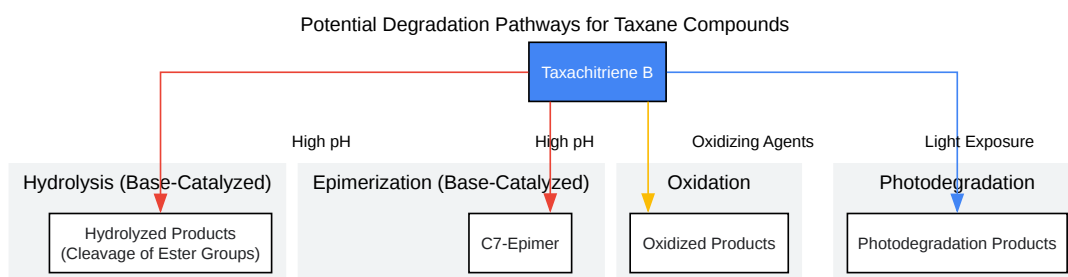 Potential Degradation Pathways for Taxane Compounds
Taxachitriene B
High pH
High pH
Oxidizing Agents
Light Exposure
Hydrolysis (Base-Catalyzed)
Epimerization (Base-Catalyzed)
Oxidation
Photodegradation
Hydrolyzed Products
(Cleavage of Ester Groups)
C7-Epimer
Oxidized Products
Photodegradation Products